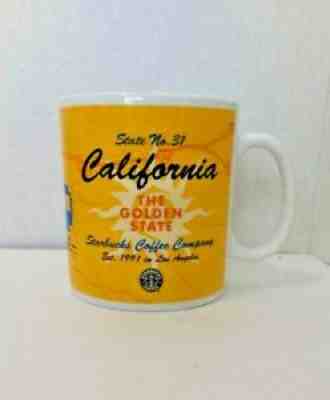 State No. 31
California
THE
GOLDEN
STATE
Starbucks Coffee Company
Est. 1991 in Los Angeles